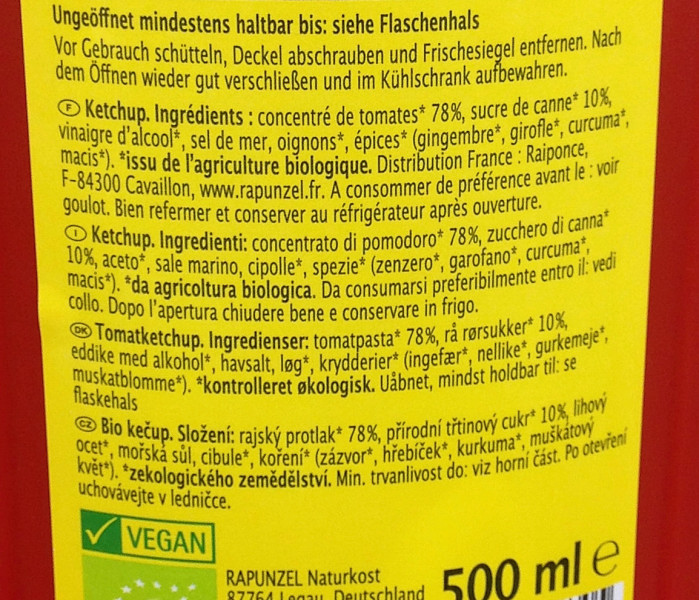 Ungeöffnet mindestens haltbar bis: siehe Flaschenhals
Vor Gebrauch schütteln, Deckel abschrauben und Frischesiegel entfernen. Nach
dem Öffnen wieder gut verschließen und im Kühlschrank aufbewahren.
F Ketchup. Ingrédients : concentré de tomates* 78%, sucre de canne* 10%,
vinaigre d'alcool*, sel de mer, oignons*, épices* (gingembre*, girofle*, curcuma*,
macis*). *issu de l'agriculture biologique. Distribution France : Raiponce,
F-84300 Cavaillon, www.rapunzel.fr. A consommer de préférence avant le : voir
goulot. Bien refermer et conserver au réfrigérateur après ouverture.
I Ketchup. Ingredienti: concentrato di pomodoro* 78%, zucchero di canna*
10%, aceto*, sale marino, cipolle*, spezie* (zenzero*, garofano*, curcuma*,
macis*). *da agricoltura biologica. Da consumarsi preferibilmente entro il: vedi
collo. Dopo l'apertura chiudere bene e conservare in frigo.
DK Tomatketchup. Ingredienser: tomatpasta* 78%, rå rørsukker* 10%,
eddike med alkohol*, havsalt, løg*, krydderier* (ingefær*, nellike*, gurkemeje*,
muskatblomme*). *kontrolleret økologisk. Uåbnet, mindst holdbar til: se
flaskehals
CZ Bio kečup. Složení: rajský protlak* 78%, přírodní třtinový cukr* 10%, lihový
ocet*, mořská sůl, cibule*, koření* (zázvor*, hřebíček*, kurkuma*, muškátový
květ*). *zekologického zemědělství. Min. trvanlivost do: viz horní část. Po otevření
uchovávejte v ledničce.
VEGAN
RAPUNZEL Naturkost
87764 Legau, Deutschland
500 ml e